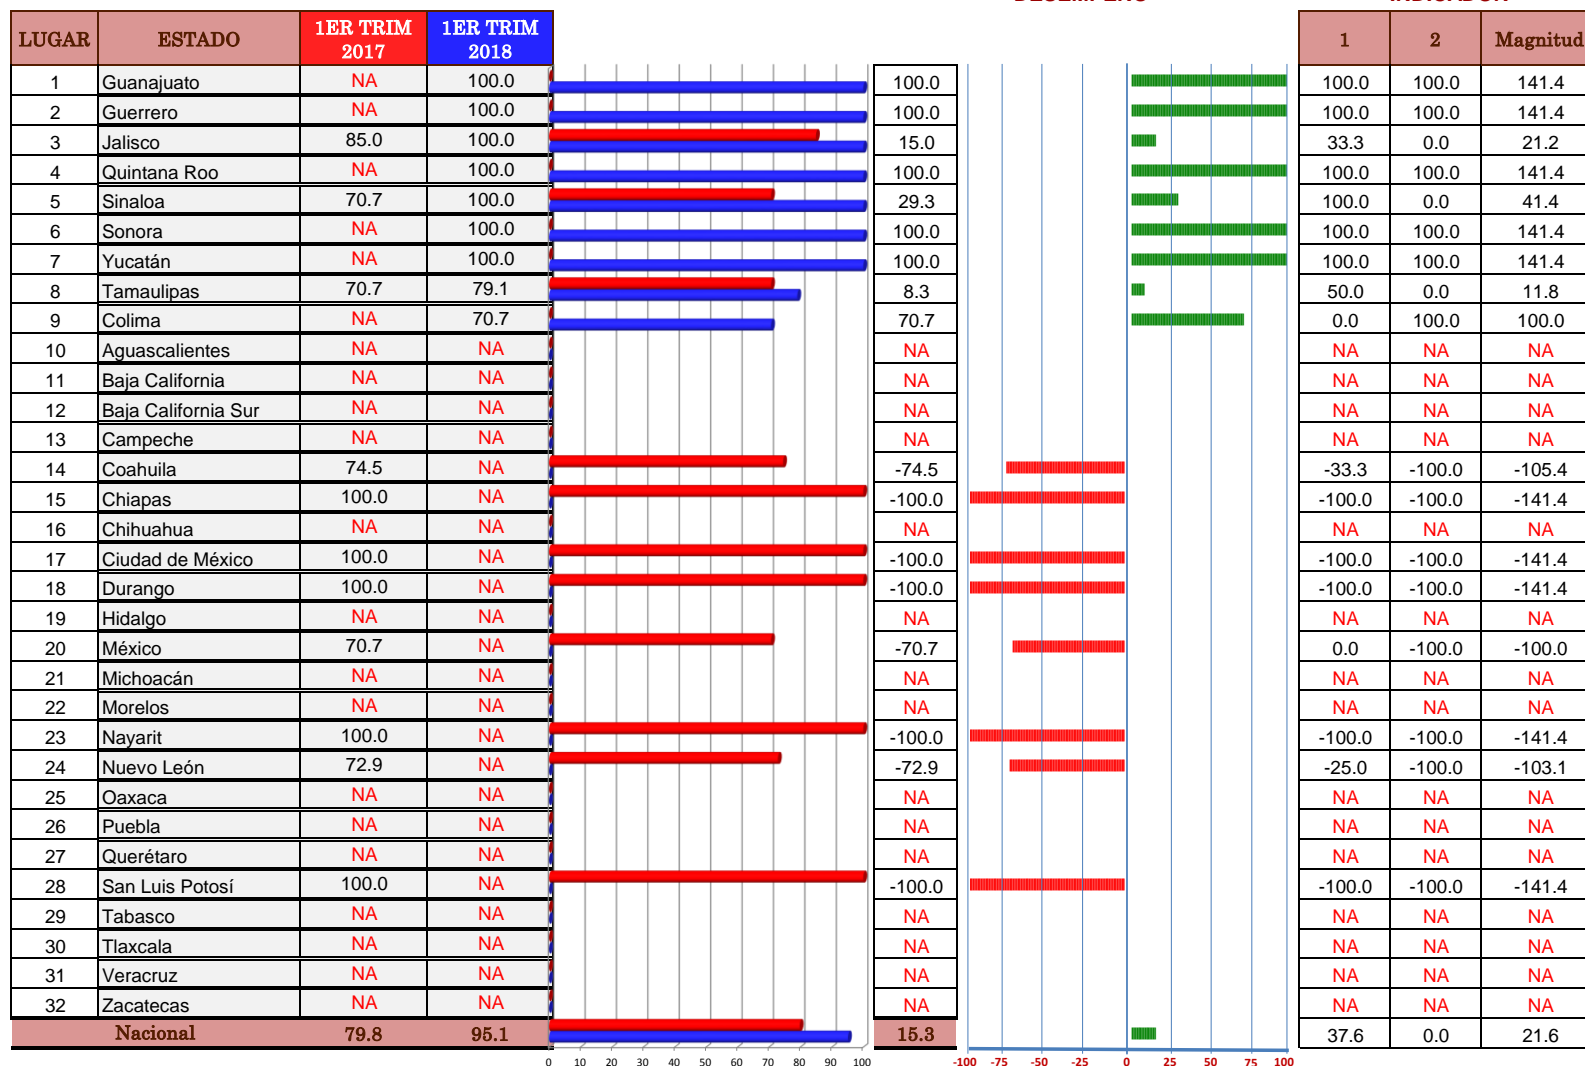 LUGAR ESTADO 1ER TRIM 2017 1ER TRIM 2018 1 2 Magnitud
1 Guanajuato NA 100.0 100.0 100.0 100.0 141.4
2 Guerrero NA 100.0 100.0 100.0 100.0 141.4
3 Jalisco 85.0 100.0 15.0 33.3 0.0 21.2
4 Quintana Roo NA 100.0 100.0 100.0 100.0 141.4
5 Sinaloa 70.7 100.0 29.3 100.0 0.0 41.4
6 Sonora NA 100.0 100.0 100.0 100.0 141.4
7 Yucatán NA 100.0 100.0 100.0 100.0 141.4
8 Tamaulipas 70.7 79.1 8.3 50.0 0.0 11.8
9 Colima NA 70.7 70.7 0.0 100.0 100.0
10 Aguascalientes NA NA NA NA NA NA
11 Baja California NA NA NA NA NA NA
12 Baja California Sur NA NA NA NA NA NA
13 Campeche NA NA NA NA NA NA
14 Coahuila 74.5 NA -74.5 -33.3 -100.0 -105.4
15 Chiapas 100.0 NA -100.0 -100.0 -100.0 -141.4
16 Chihuahua NA NA NA NA NA NA
17 Ciudad de México 100.0 NA -100.0 -100.0 -100.0 -141.4
18 Durango 100.0 NA -100.0 -100.0 -100.0 -141.4
19 Hidalgo NA NA NA NA NA NA
20 México 70.7 NA -70.7 0.0 -100.0 -100.0
21 Michoacán NA NA NA NA NA NA
22 Morelos NA NA NA NA NA NA
23 Nayarit 100.0 NA -100.0 -100.0 -100.0 -141.4
24 Nuevo León 72.9 NA -72.9 -25.0 -100.0 -103.1
25 Oaxaca NA NA NA NA NA NA
26 Puebla NA NA NA NA NA NA
27 Querétaro NA NA NA NA NA NA
28 San Luis Potosí 100.0 NA -100.0 -100.0 -100.0 -141.4
29 Tabasco NA NA NA NA NA NA
30 Tlaxcala NA NA NA NA NA NA
31 Veracruz NA NA NA NA NA NA
32 Zacatecas NA NA NA NA NA NA
Nacional 79.8 95.1 15.3 37.6 0.0 21.6
0 10 20 30 40 50 60 70 80 90 100 -100 -75 -50 -25 0 25 50 75 100